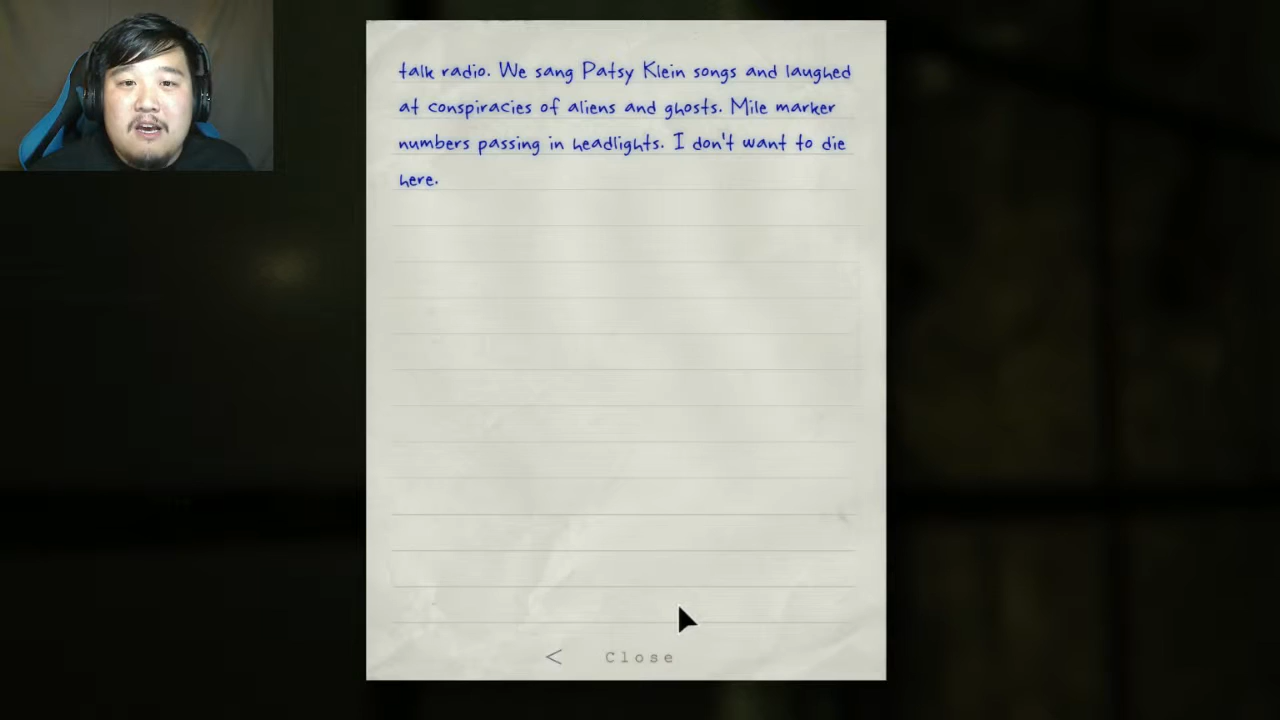 talk radio. We sang Patsy Klein songs and laughed
at conspiracies of aliens and ghosts. Mile marker
numbers passing in headlights. I don't want to die
here.
< Close